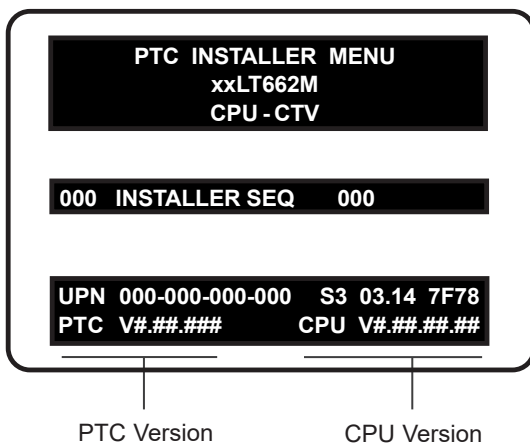 PTC INSTALLER MENU
xxLT662M
CPU - CTV
000 INSTALLER SEQ 000
UPN 000-000-000-000 S3 03.14 7F78
PTC V#.##.### CPU V#.##.##.##
PTC Version CPU Version